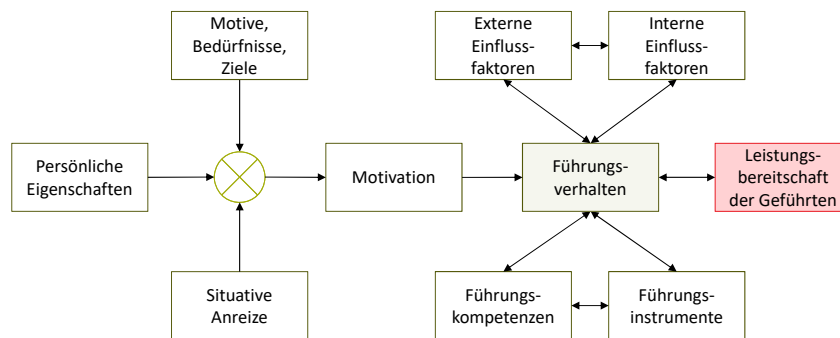 Motive,
Bedürfnisse,
Ziele
Externe
Einfluss-
faktoren
Interne
Einfluss-
faktoren
Persönliche
Eigenschaften
Motivation
Führungs-
verhalten
Leistungs-
bereitschaft
der Geführten
Situative
Anreize
Führungs-
kompetenzen
Führungs-
instrumente